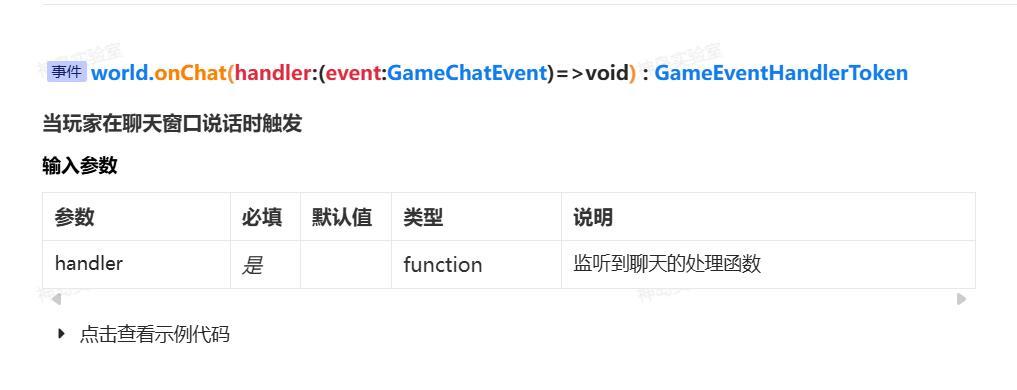 事件 world.onChat(handler:(event:GameChatEvent)=>void) : GameEventHandlerToken
当玩家在聊天窗口说话时触发
输入参数
参数 必填 默认值 类型 说明
handler 是 function 监听到聊天的处理函数
点击查看示例代码